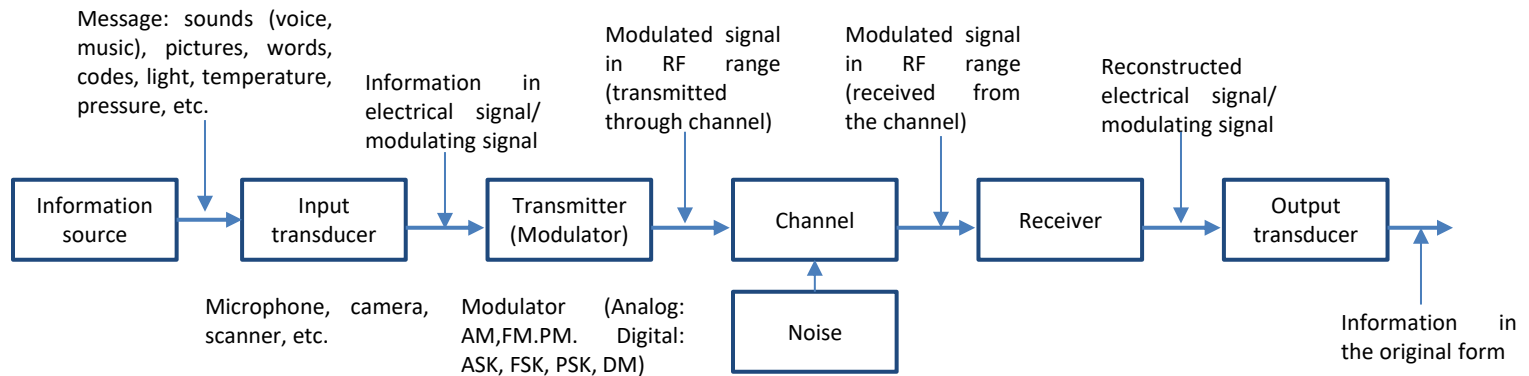 Message: sounds (voice,
music), pictures, words,
codes, light, temperature,
pressure, etc.
Information in
electrical signal/
modulating signal
Modulated signal
in RF range
(transmitted
through channel)
Modulated signal
in RF range
(received from
the channel)
Reconstructed
electrical signal/
modulating signal
Information
source
Input
transducer
Transmitter
(Modulator)
Channel
Receiver
Output
transducer
Microphone, camera,
scanner, etc.
Modulator (Analog:
AM,FM.PM. Digital:
ASK, FSK, PSK, DM)
Noise
Information in
the original form